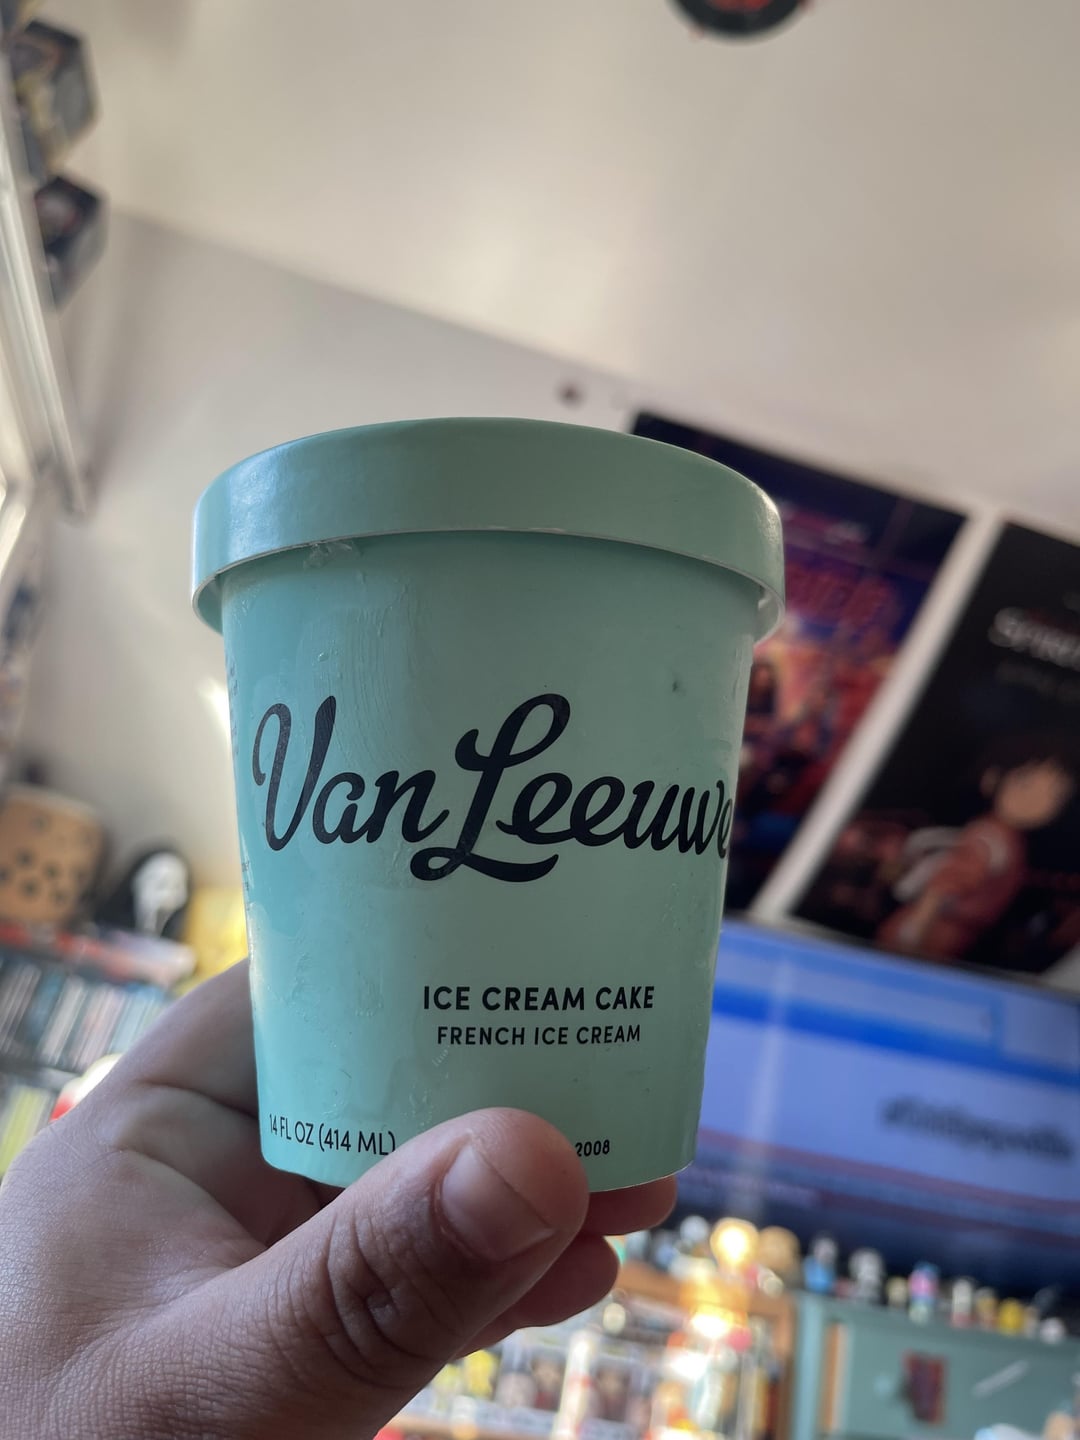 Van Leeuwe
ICE CREAM CAKE
FRENCH ICE CREAM
14 FL OZ (414 ML)
2008